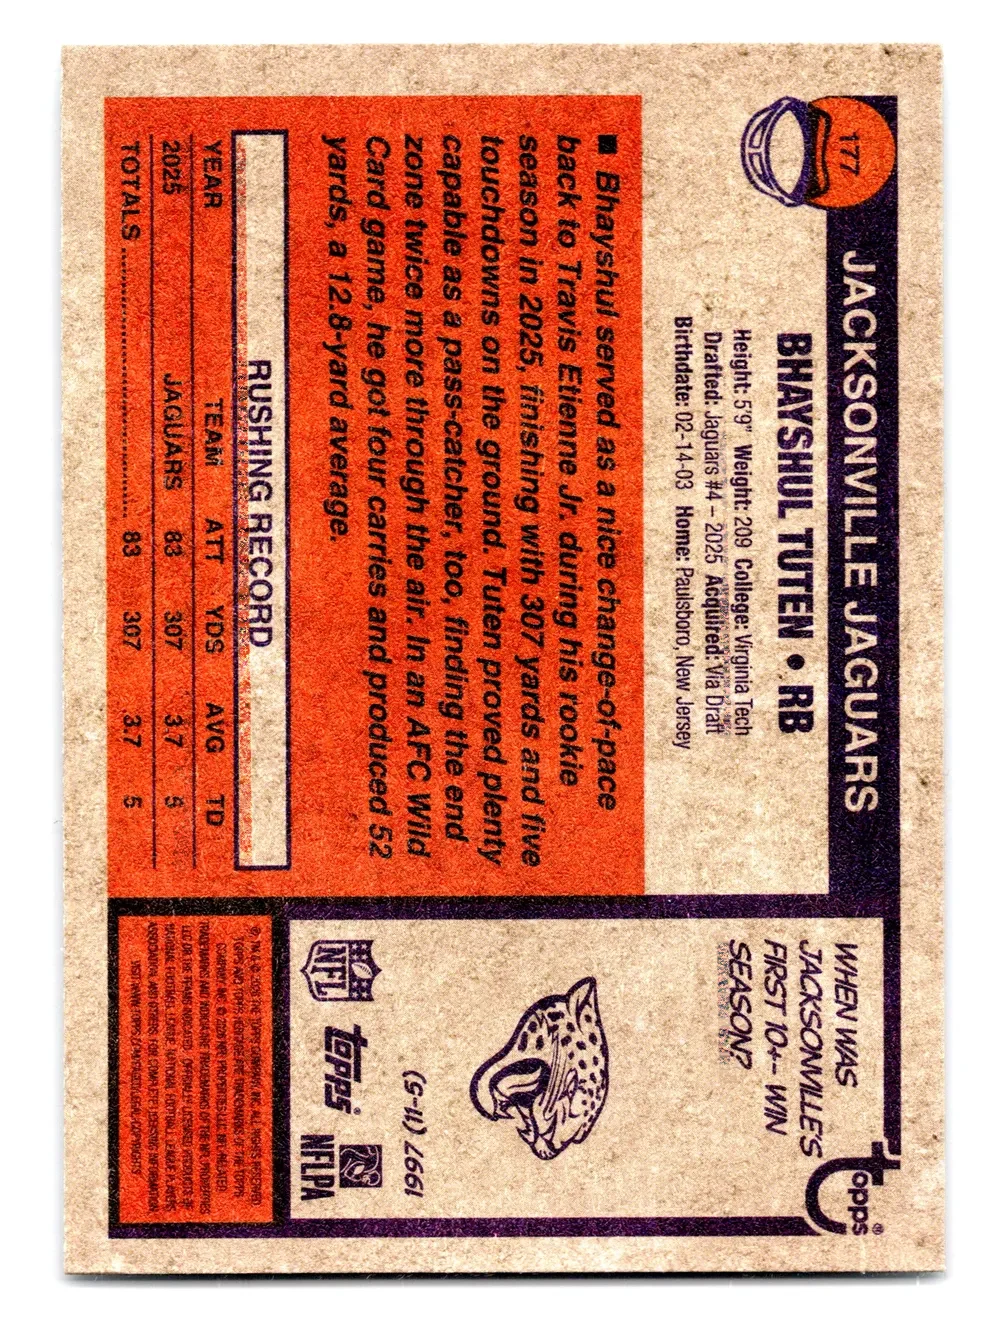 177
JACKSONVILLE JAGUARS
BHAYSHUL TUTEN • RB
Height: 5'9" Weight: 209 College: Virginia Tech
Drafted: Jaguars #4 – 2025 Acquired: Via Draft
Birthdate: 02-14-03 Home: Paulsboro, New Jersey
■ Bhayshul served as a nice change-of-pace
back to Travis Etienne Jr. during his rookie
season in 2025, finishing with 307 yards and five
touchdowns on the ground. Tuten proved plenty
capable as a pass-catcher, too, finding the end
zone twice more through the air. In an AFC Wild
Card game, he got four carries and produced 52
yards, a 12.8-yard average.
RUSHING RECORD
YEAR TEAM ATT YDS AVG TD
2025 JAGUARS 83 307 3.7 5
TOTALS 83 307 3.7 5
topps®
WHEN WAS
JACKSONVILLE'S
FIRST 10+- WIN
SEASON?
1997 (11-5)
NFL topps NFLPA